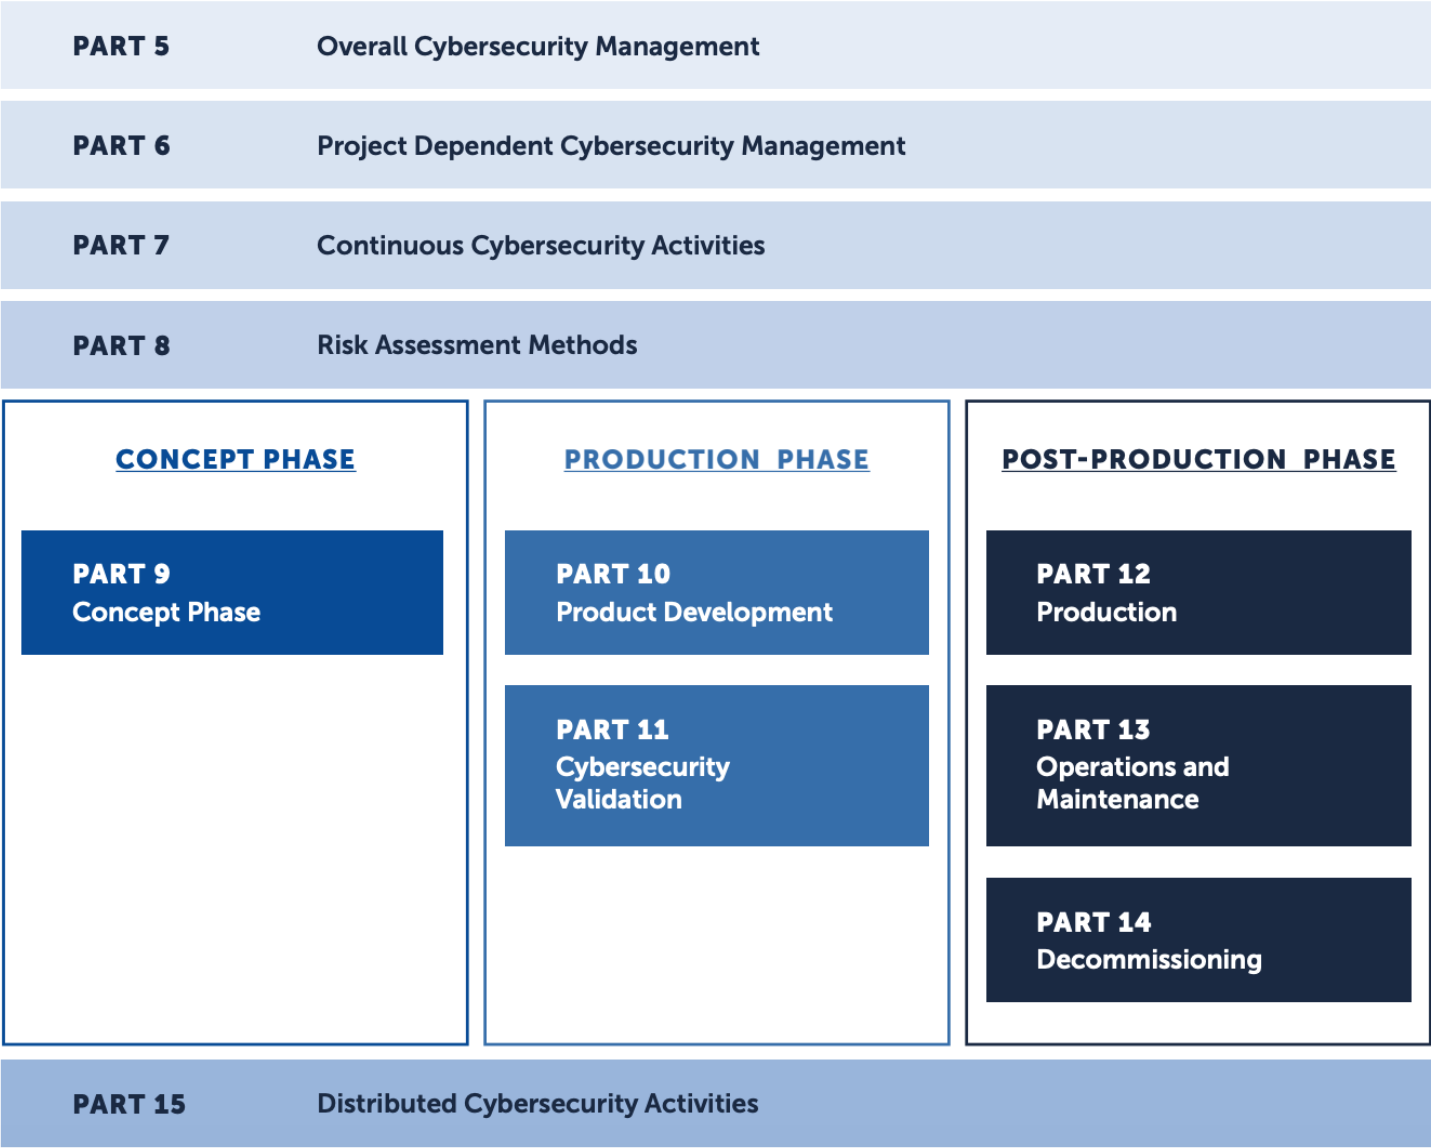 PART 5 Overall Cybersecurity Management
PART 6 Project Dependent Cybersecurity Management
PART 7 Continuous Cybersecurity Activities
PART 8 Risk Assessment Methods
CONCEPT PHASE
PART 9
Concept Phase
PRODUCTION PHASE
PART 10
Product Development
PART 11
Cybersecurity
Validation
POST-PRODUCTION PHASE
PART 12
Production
PART 13
Operations and
Maintenance
PART 14
Decommissioning
PART 15 Distributed Cybersecurity Activities